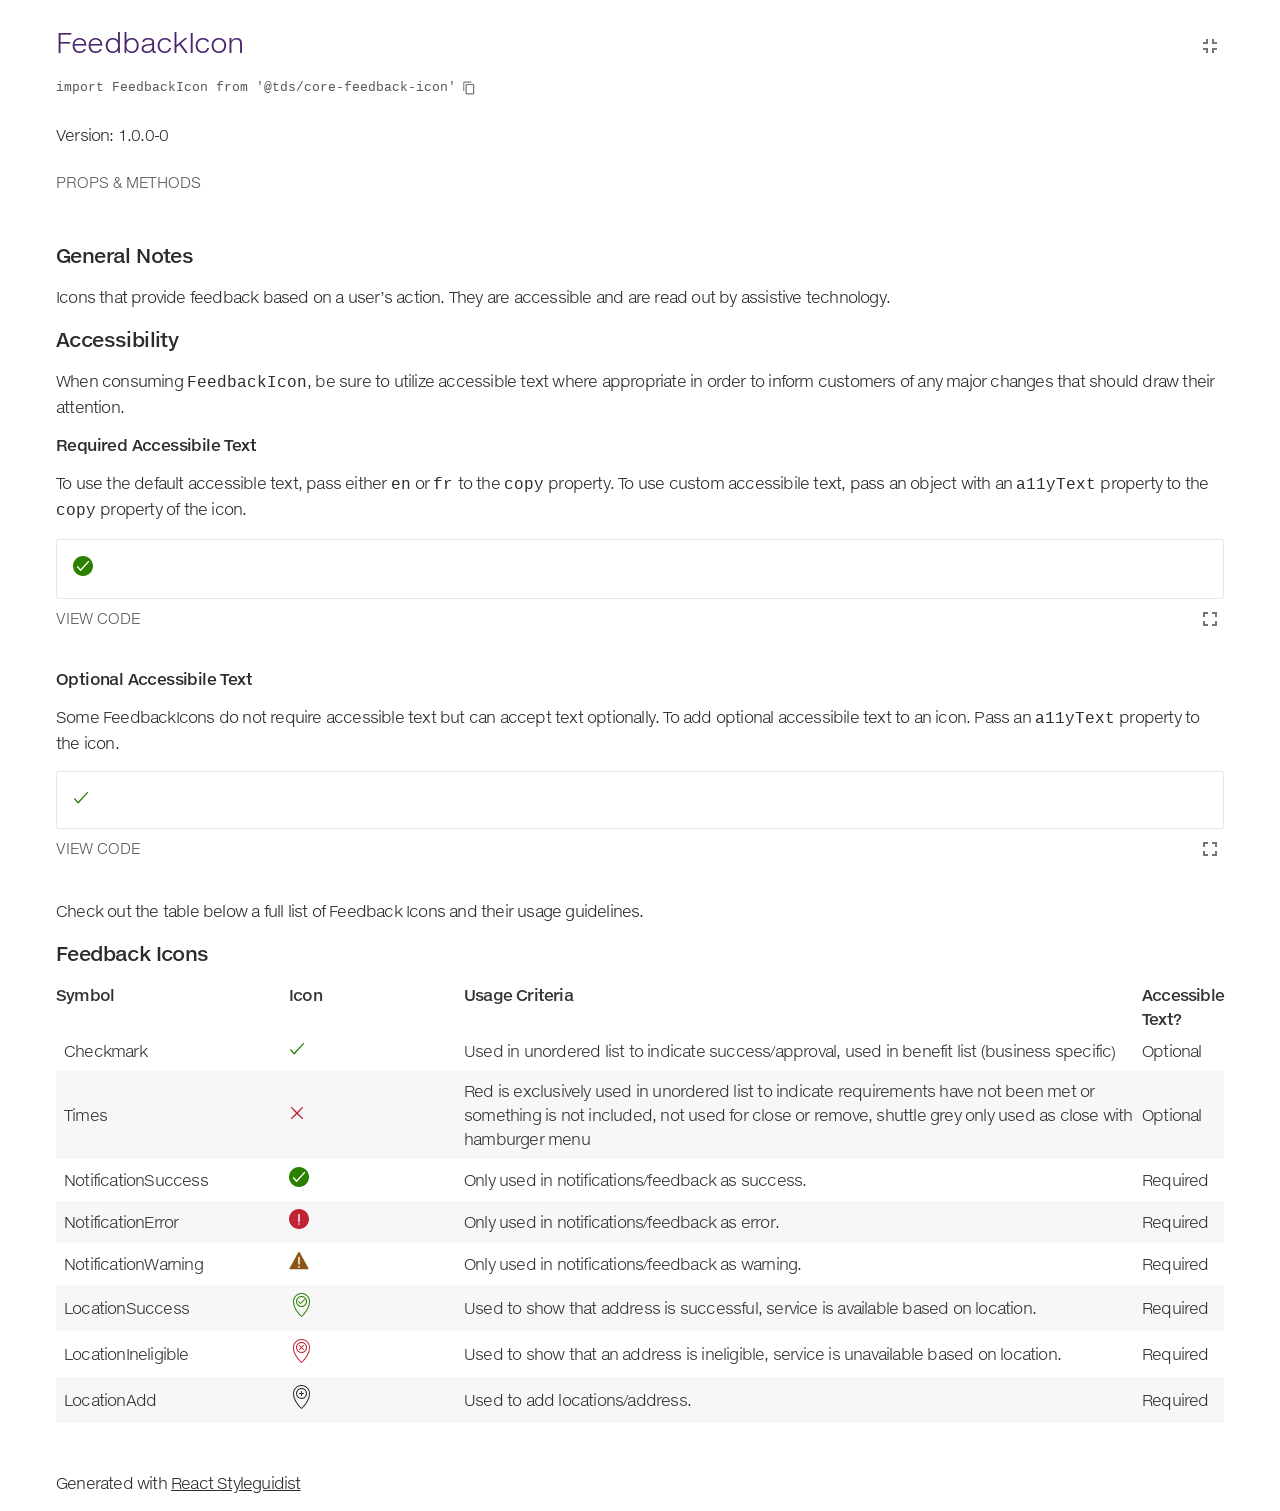 FeedbackIcon
import FeedbackIcon from '@tds/core-feedback-icon'
Version: 1.0.0-0
PROPS & METHODS
General Notes
Icons that provide feedback based on a user's action. They are accessible and are read out by assistive technology.
Accessibility
When consuming FeedbackIcon, be sure to utilize accessible text where appropriate in order to inform customers of any major changes that should draw their
attention.
Required Accessibile Text
To use the default accessible text, pass either en or fr to the copy property. To use custom accessibile text, pass an object with an a11yText property to the
copy property of the icon.
VIEW CODE
Optional Accessibile Text
Some FeedbackIcons do not require accessible text but can accept text optionally. To add optional accessibile text to an icon. Pass an a11yText property to
the icon.
VIEW CODE
Check out the table below a full list of Feedback Icons and their usage guidelines.
Feedback Icons
Symbol Icon Usage Criteria Accessible
Text?
Checkmark Used in unordered list to indicate success/approval, used in benefit list (business specific) Optional
Red is exclusively used in unordered list to indicate requirements have not been met or
Times something is not included, not used for close or remove, shuttle grey only used as close with Optional
hamburger menu
NotificationSuccess Only used in notifications/feedback as success. Required
NotificationError Only used in notifications/feedback as error. Required
NotificationWarning Only used in notifications/feedback as warning. Required
LocationSuccess Used to show that address is successful, service is available based on location. Required
LocationIneligible Used to show that an address is ineligible, service is unavailable based on location. Required
LocationAdd Used to add locations/address. Required
Generated with React Styleguidist